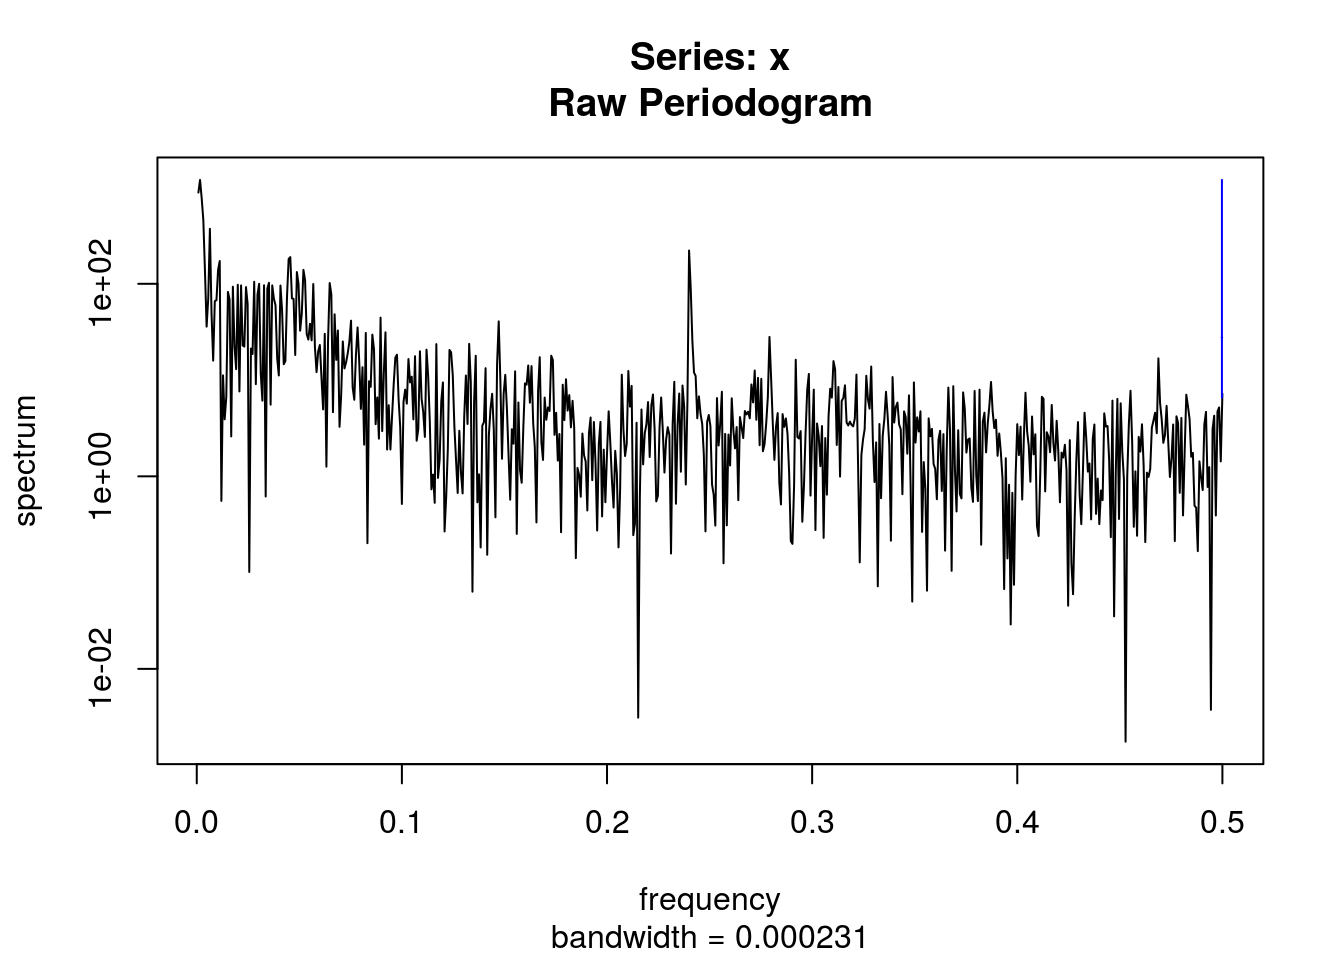 Series: x
Raw Periodogram
spectrum
1e+02
1e+00
1e-02
0.0 0.1 0.2 0.3 0.4 0.5
frequency
bandwidth = 0.000231